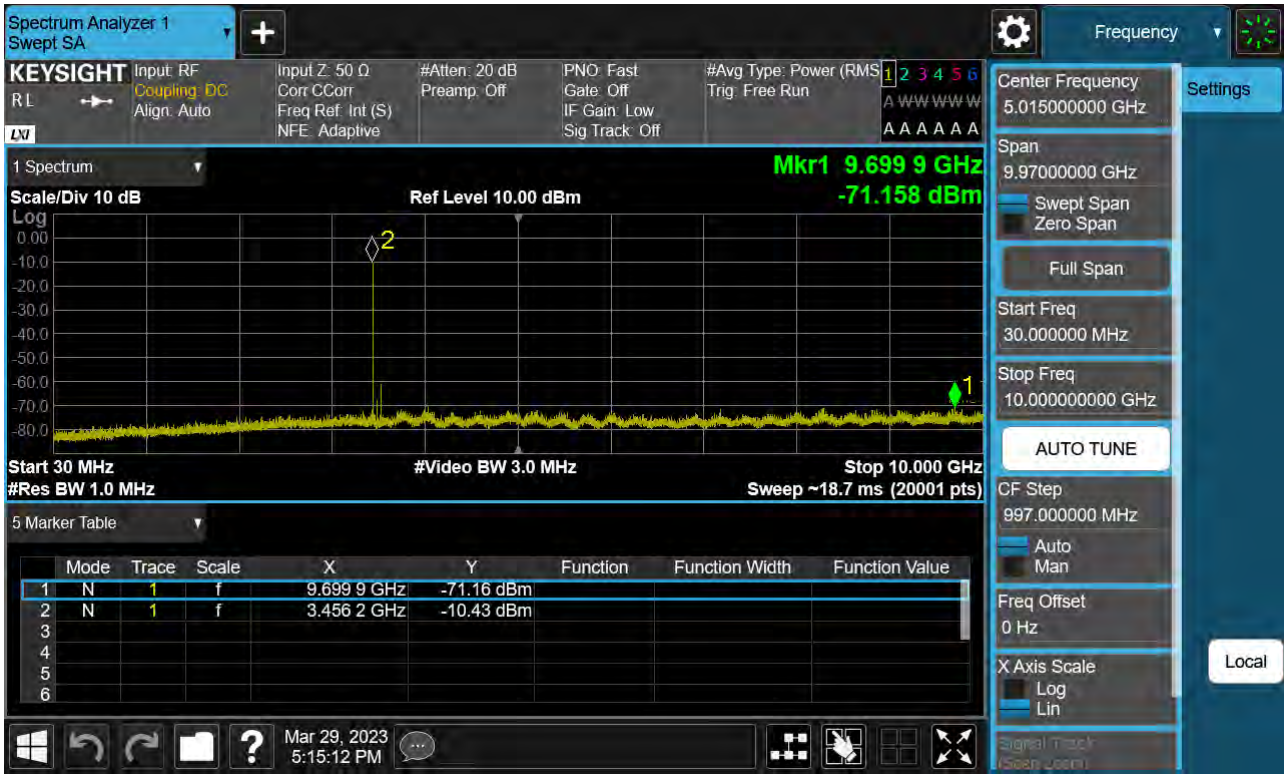 Spectrum Analyzer 1
Swept SA
+
Frequency
KEYSIGHT
RL
LXI
Input: RF
Coupling: DC
Align: Auto
Input Z: 50 Ω
Corr CCorr
Freq Ref: Int (S)
NFE: Adaptive
#Atten: 20 dB
Preamp: Off
PNO: Fast
Gate: Off
IF Gain: Low
Sig Track: Off
#Avg Type: Power (RMS
Trig: Free Run
1 2 3 4 5 6
A W W W W W
A A A A A A
1 Spectrum
Mkr1 9.699 9 GHz
-71.158 dBm
Scale/Div 10 dB
Ref Level 10.00 dBm
Log
0.00
-10.0
-20.0
-30.0
-40.0
-50.0
-60.0
-70.0
-80.0
2
1
Start 30 MHz
#Video BW 3.0 MHz
Stop 10.000 GHz
#Res BW 1.0 MHz
Sweep ~18.7 ms (20001 pts)
5 Marker Table
Mode Trace Scale X Y Function Function Width Function Value
1 N 1 f 9.699 9 GHz -71.16 dBm
2 N 1 f 3.456 2 GHz -10.43 dBm
3
4
5
6
?
Mar 29, 2023
5:15:12 PM
Center Frequency
5.015000000 GHz
Span
9.97000000 GHz
Swept Span
Zero Span
Full Span
Start Freq
30.000000 MHz
Stop Freq
10.000000000 GHz
AUTO TUNE
CF Step
997.000000 MHz
Auto
Man
Freq Offset
0 Hz
X Axis Scale
Log
Lin
Signal Track
(Span Zoom)
Settings
Local